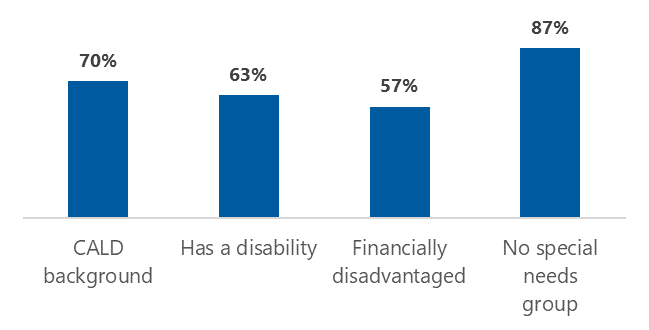 70%
63%
57%
87%
CALD
background
Has a disability
Financially
disadvantaged
No special
needs
group